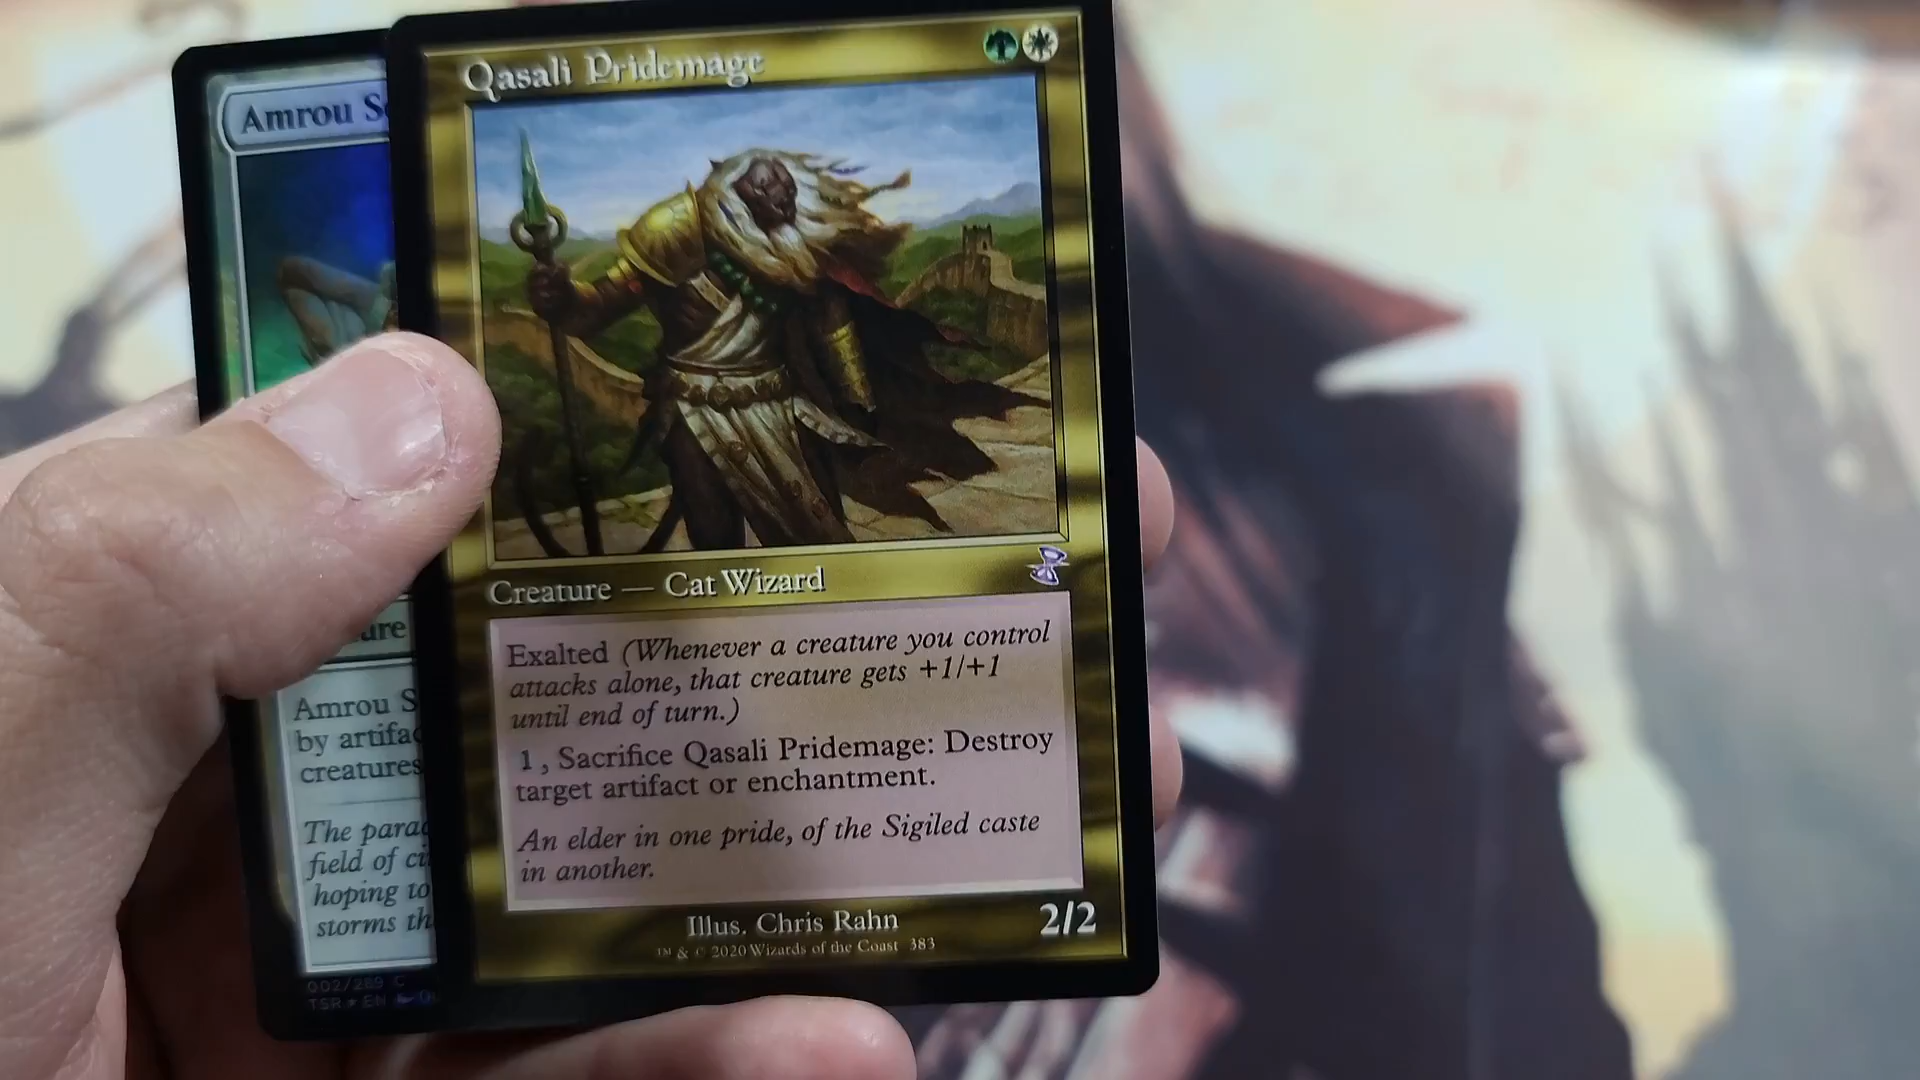 Qasali Pridemage
Creature — Cat Wizard
Exalted (Whenever a creature you control
attacks alone, that creature gets +1/+1
until end of turn.)
1, Sacrifice Qasali Pridemage: Destroy
target artifact or enchantment.
An elder in one pride, of the Sigiled caste
in another.
Illus. Chris Rahn
2/2
™ & © 2020 Wizards of the Coast 383
Amrou
Amrou S
by artifa
creatures
The
field of
hoping to
storms th
002/289 C
TSR ★ EN